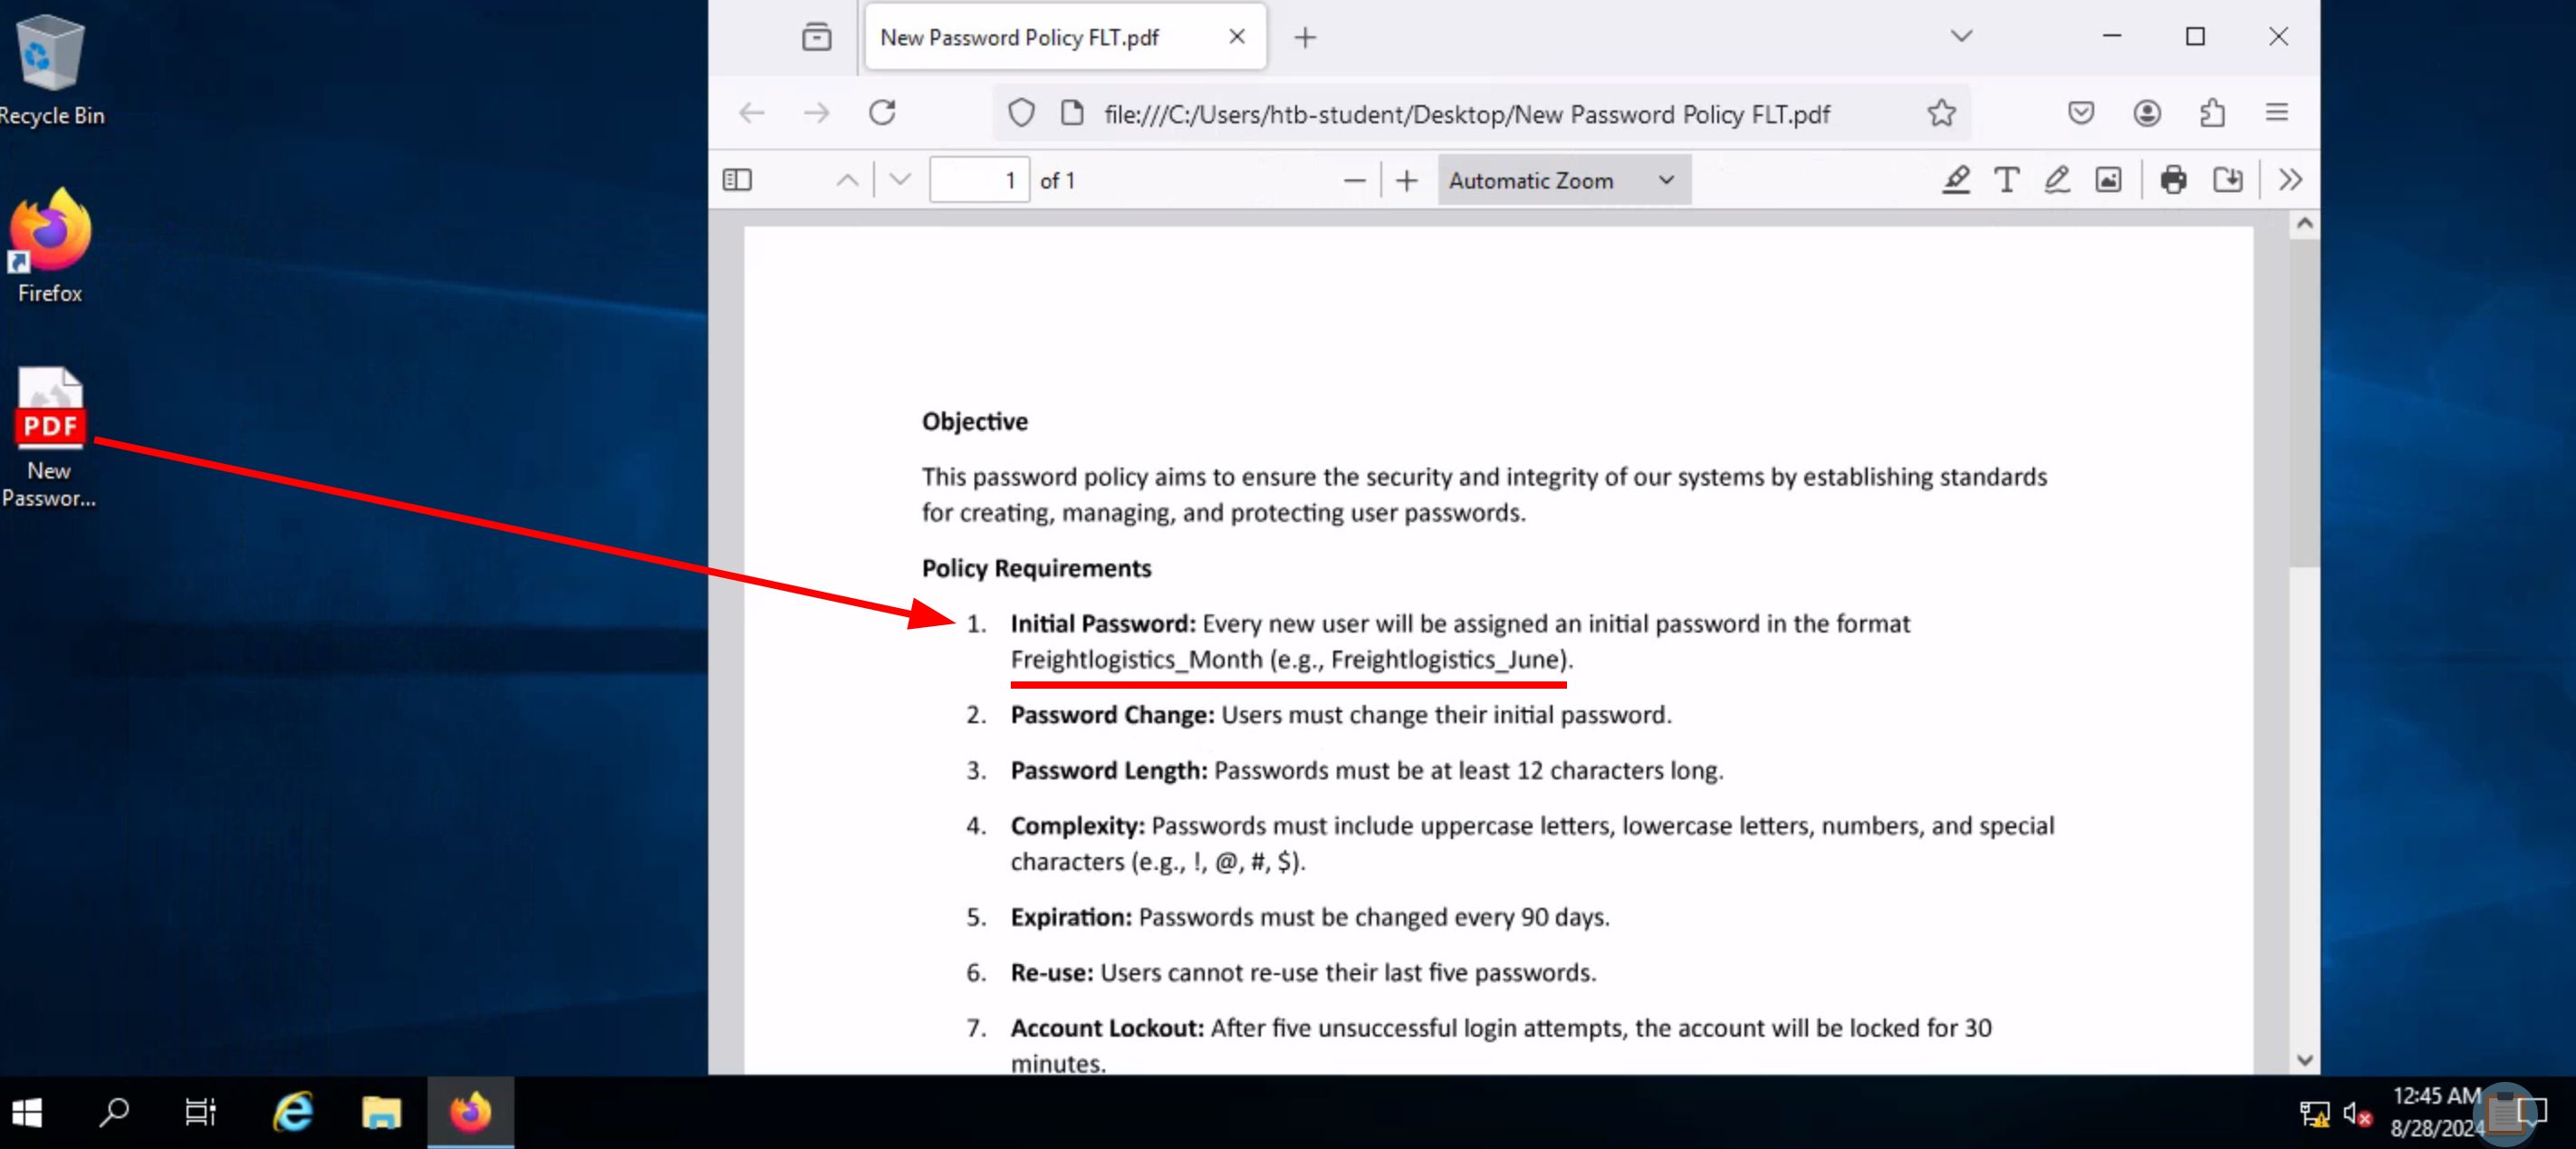 Recycle Bin
Firefox
PDF
New
Passwor...
New Password Policy FLT.pdf
file:///C:/Users/htb-student/Desktop/New Password Policy FLT.pdf
1 of 1
Automatic Zoom
Objective
This password policy aims to ensure the security and integrity of our systems by establishing standards
for creating, managing, and protecting user passwords.
Policy Requirements
1. Initial Password: Every new user will be assigned an initial password in the format
Freightlogistics_Month (e.g., Freightlogistics_June).
2. Password Change: Users must change their initial password.
3. Password Length: Passwords must be at least 12 characters long.
4. Complexity: Passwords must include uppercase letters, lowercase letters, numbers, and special
characters (e.g., !, @, #, $).
5. Expiration: Passwords must be changed every 90 days.
6. Re-use: Users cannot re-use their last five passwords.
7. Account Lockout: After five unsuccessful login attempts, the account will be locked for 30
minutes.
12:45 AM
8/28/2024